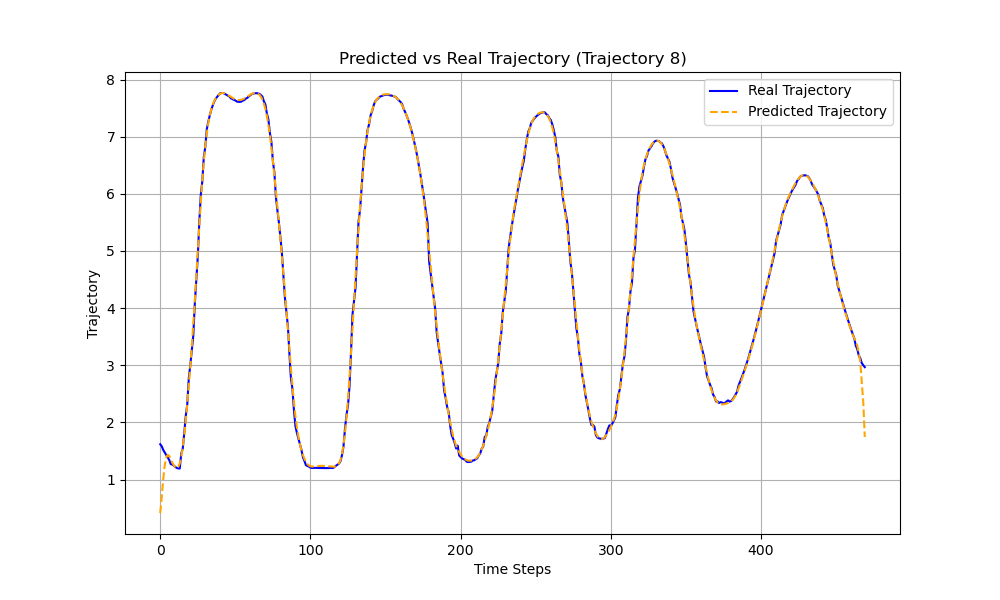 Predicted vs Real Trajectory (Trajectory 8)
Real Trajectory
Predicted Trajectory
8
7
6
5
4
3
2
1
Trajectory
0 100 200 300 400
Time Steps